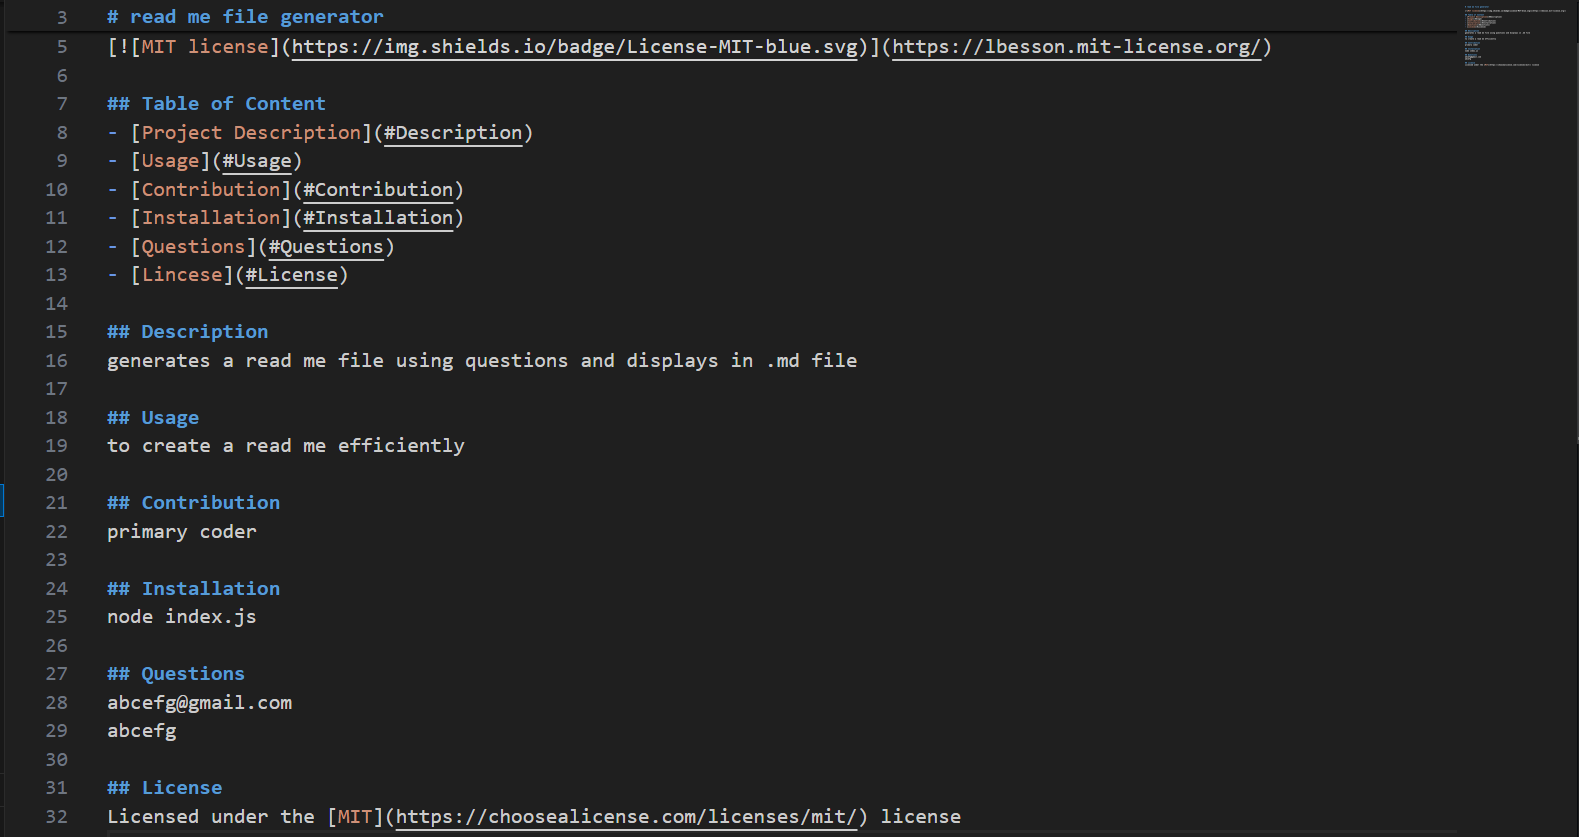 3 # read me file generator
5 [![MIT license](https://img.shields.io/badge/License-MIT-blue.svg)](https://lbesson.mit-license.org/)
6
7 ## Table of Content
8 - [Project Description](#Description)
9 - [Usage](#Usage)
10 - [Contribution](#Contribution)
11 - [Installation](#Installation)
12 - [Questions](#Questions)
13 - [Lincese](#License)
14
15 ## Description
16 generates a read me file using questions and displays in .md file
17
18 ## Usage
19 to create a read me efficiently
20
21 ## Contribution
22 primary coder
23
24 ## Installation
25 node index.js
26
27 ## Questions
28 abcefg@gmail.com
29 abcefg
30
31 ## License
32 Licensed under the [MIT](https://choosealicense.com/licenses/mit/) license